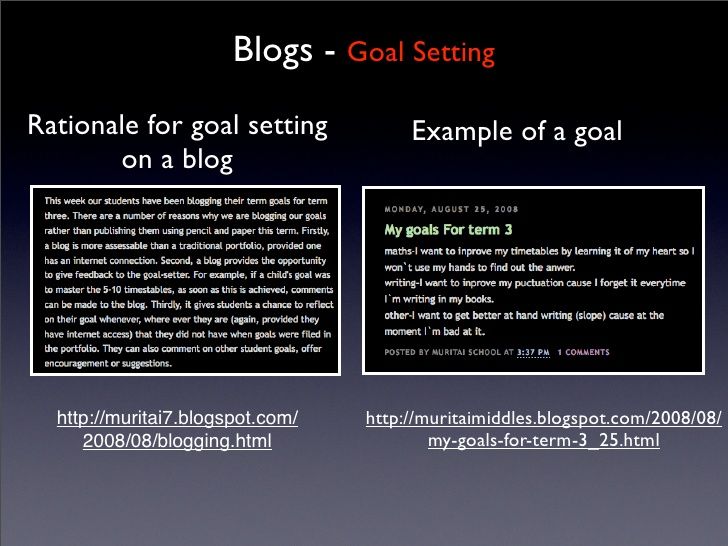 Blogs - Goal Setting
Rationale for goal setting
on a blog
This week our students have been blogging their term goals for term
three. There are a number of reasons why we are blogging our goals
rather than publishing them using pencil and paper this term. Firstly,
a blog is more assessable than a traditional portfolio, provided one
has an internet connection. Second, a blog provides the opportunity
to give feedback to the goal-setter. For example, if a child's goal was
to master the 5-10 timestables, as soon as this is achieved, comments
can be made to the blog. Thirdly, it gives students a chance to reflect
on their goal whenever, where ever they are (again, provided they
have internet access) that they did not have when goals were filed in
the portfolio. They can also comment on other student goals, offer
encouragement or suggestions.
http://muritai7.blogspot.com/
2008/08/blogging.html
Example of a goal
MONDAY, AUGUST 25, 2008
My goals For term 3
maths-I want to inprove my timetables by learning it of my heart so I
won`t use my hands to find out the anwer.
writing-I want to inprove my puctuation cause I forget it everytime
I`m writing in my books.
other-I want to get better at hand writing (slope) cause at the
moment I`m bad at it.
POSTED BY MURITAI SCHOOL AT 3:37 PM 1 COMMENTS
http://muritaimiddles.blogspot.com/2008/08/
my-goals-for-term-3_25.html